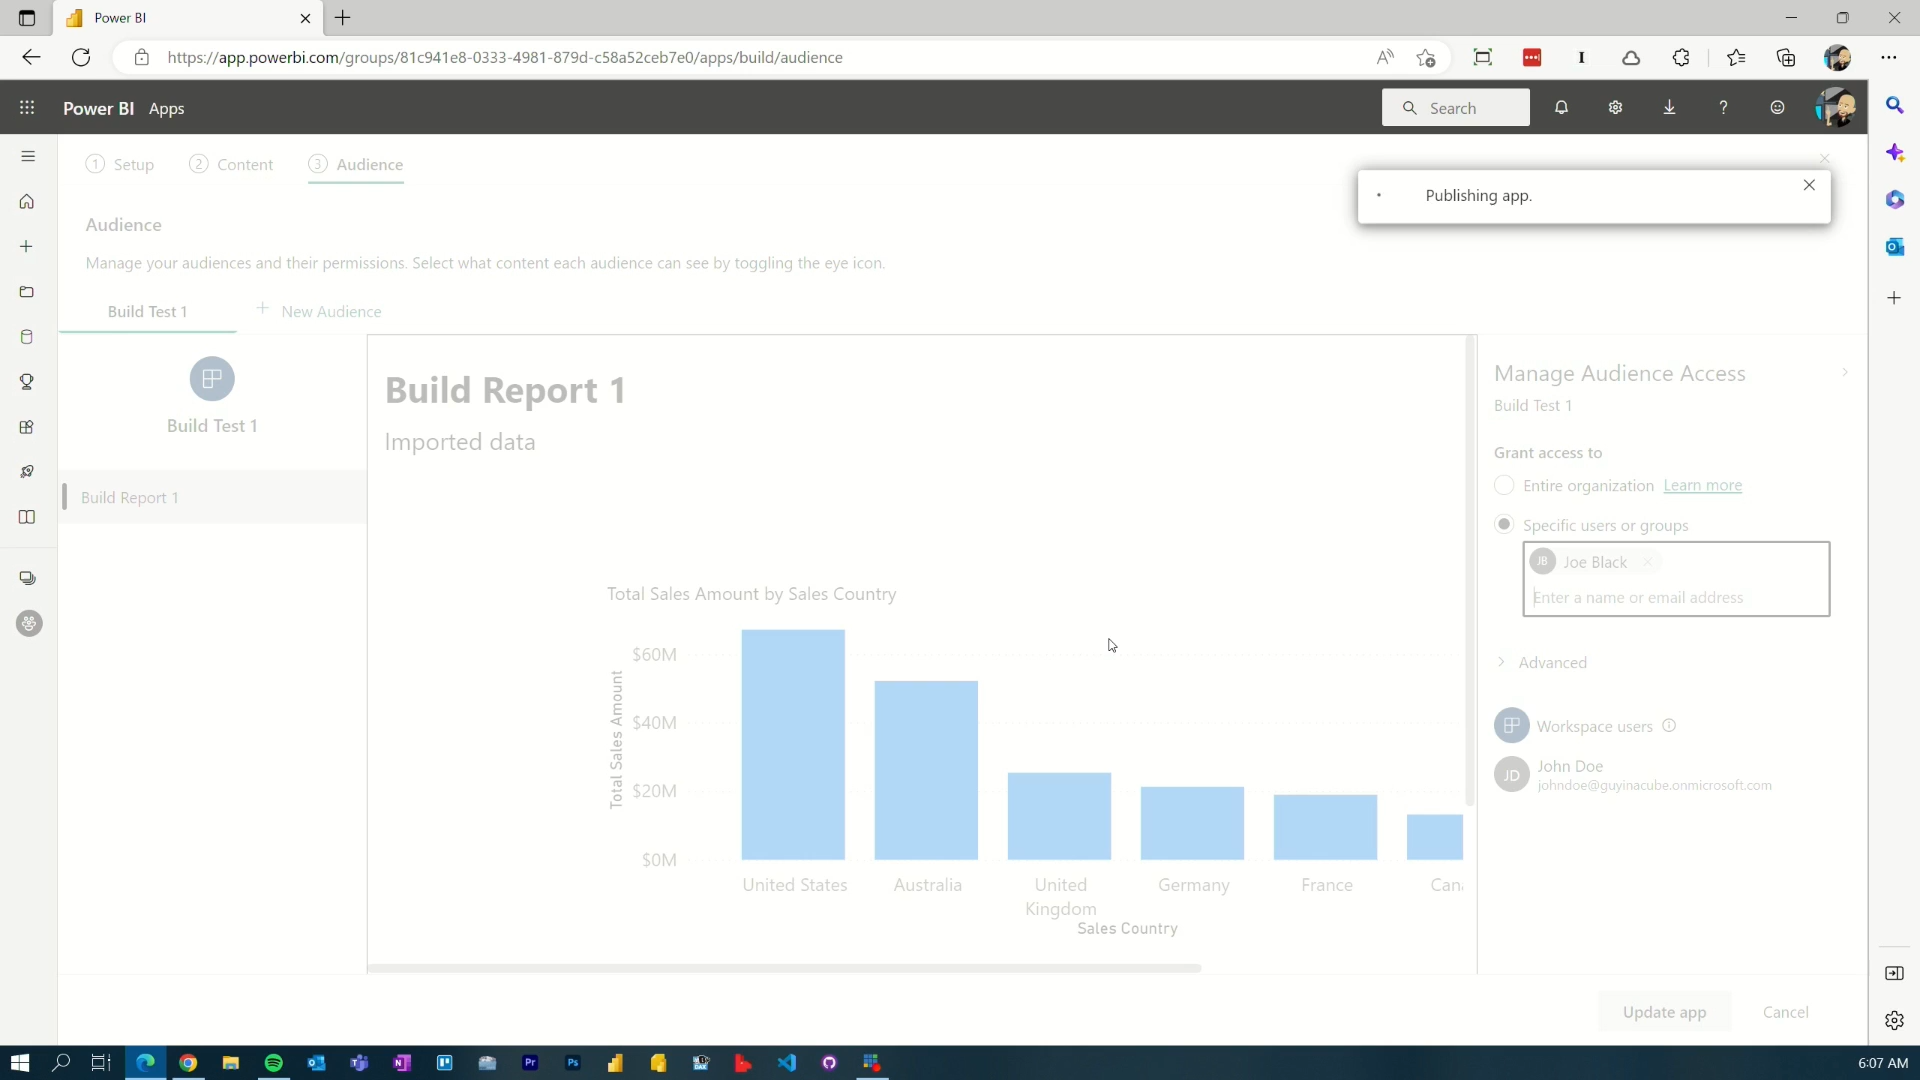 Power BI
https://app.powerbi.com/groups/81c941e8-0333-4981-879d-c58a52ceb7e0/apps/build/audience
Power BI Apps
Search
1 Setup
2 Content
3 Audience
Publishing app.
Audience
Manage your audiences and their permissions. Select what content each audience can see by toggling the eye icon.
Build Test 1
+ New Audience
Build Test 1
Build Report 1
Build Report 1
Imported data
Total Sales Amount by Sales Country
Total Sales Amount
$60M
$40M
$20M
$0M
United States
Australia
United
Kingdom
Germany
France
Cana
Sales Country
Manage Audience Access
Build Test 1
Grant access to
Entire organization Learn more
Specific users or groups
JB Joe Black
Enter a name or email address
Advanced
Workspace users
JD John Doe
johndoe@guyinacube.onmicrosoft.com
Update app
Cancel
Pr
Ps
6:07 AM